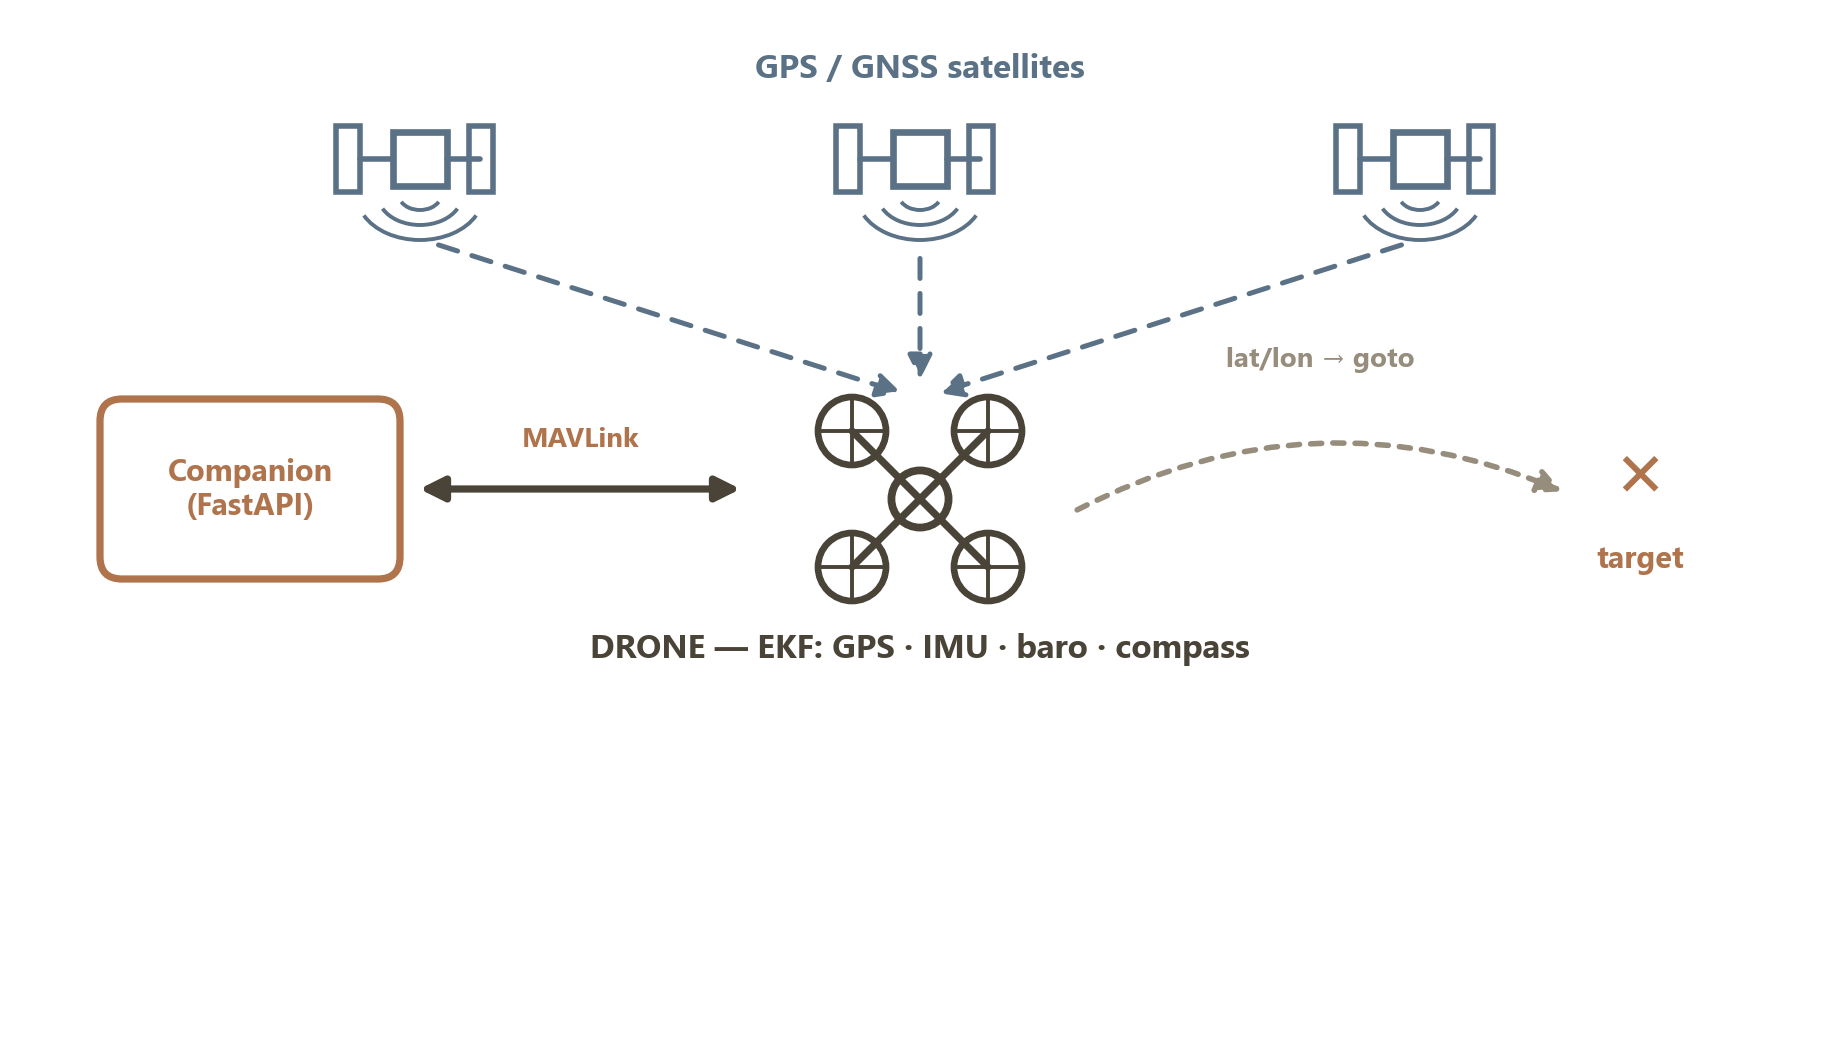 GPS / GNSS satellites
lat/lon → goto
MAVLink
Companion
(FastAPI)
target
DRONE — EKF: GPS · IMU · baro · compass